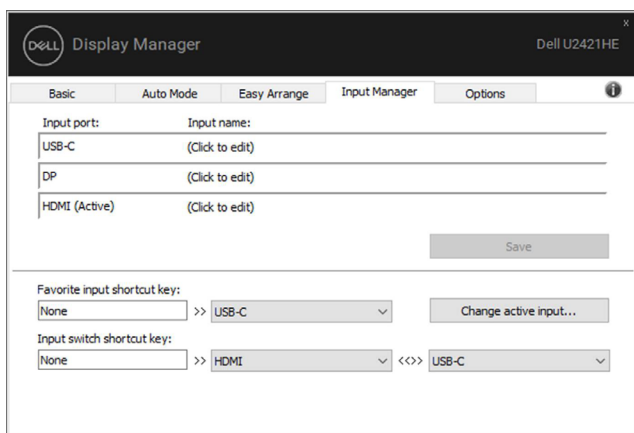 x
DELL Display Manager Dell U2421HE
Basic Auto Mode Easy Arrange Input Manager Options i
Input port: Input name:
USB-C (Click to edit)
DP (Click to edit)
HDMI (Active) (Click to edit)
Save
Favorite input shortcut key:
None >> USB-C Change active input...
Input switch shortcut key:
None >> HDMI <<>> USB-C